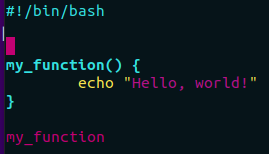 #!/bin/bash
my_function() {
        echo "Hello, world!"
}
my_function